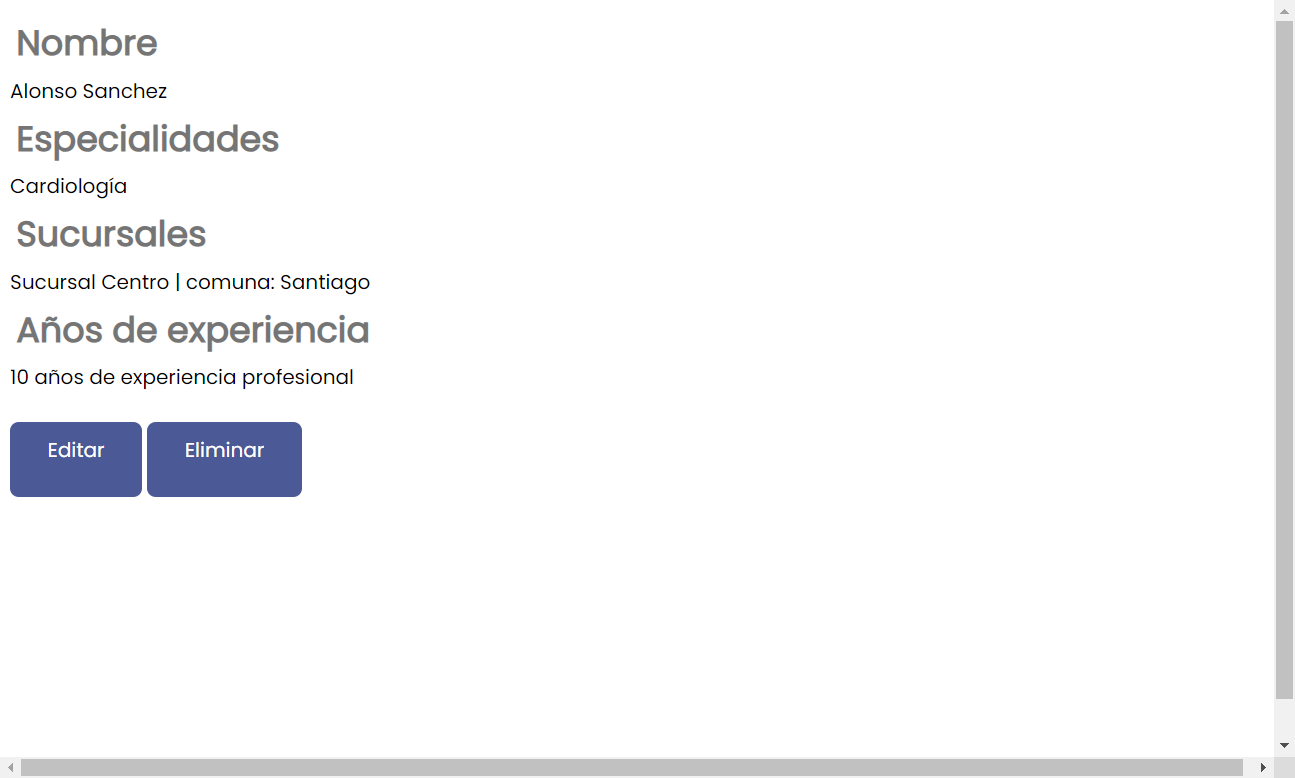 Nombre
Alonso Sanchez
Especialidades
Cardiología
Sucursales
Sucursal Centro | comuna: Santiago
Años de experiencia
10 años de experiencia profesional
Editar Eliminar